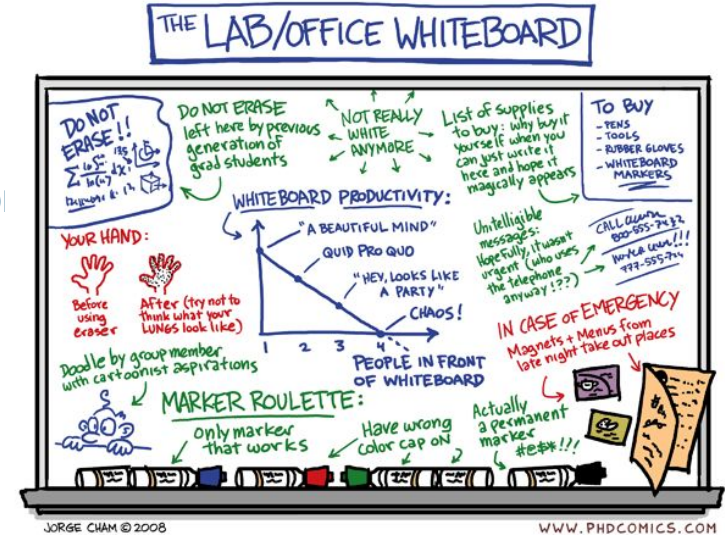 THE LAB/OFFICE WHITEBOARD
DO NOT
ERASE!!
DO NOT ERASE
left here by previous
generation of
grad students
NOT REALLY
WHITE
ANYMORE
List of supplies
to buy: why buy it
yourself when you
can just write it
here and hope it
magically appears
TO BUY
- PENS
- TOOLS
- RUBBER GLOVES
- WHITEBOARD
MARKERS
WHITEBOARD PRODUCTIVITY:
"A BEAUTIFUL MIND"
QUID PRO QUO
"HEY, LOOKS LIKE
A PARTY"
CHAOS!
1 2 3 4
PEOPLE IN FRONT
OF WHITEBOARD
YOUR HAND:
Before
using
eraser
After (try not to
think what your
LUNGS look like)
Unitelligible
messages:
Hopefully, it wasn't
urgent (who uses
the telephone
anyway!??)
CALL
IN CASE OF EMERGENCY
Magnets + Menus from
late night take out places
Doodle by group member
with cartoonist aspirations
MARKER ROULETTE:
only marker
that works
Have wrong
color cap on
Actually
a permanent
marker
#@$*!!!
JORGE CHAM © 2008
WWW.PHDCOMICS.COM